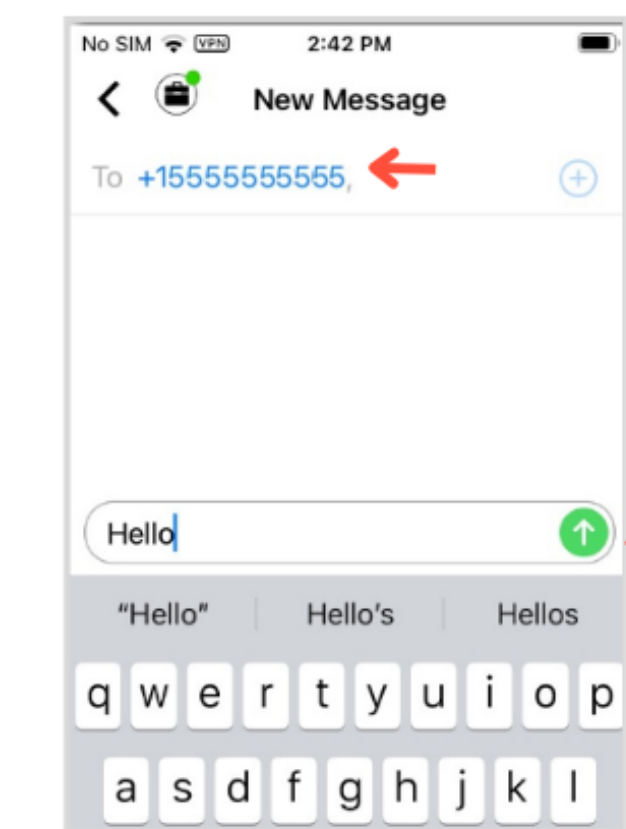 No SIM VPN 2:42 PM
New Message
To +15555555555,
Hello
“Hello” Hello's Hellos
q w e r t y u i o p
a s d f g h j k l